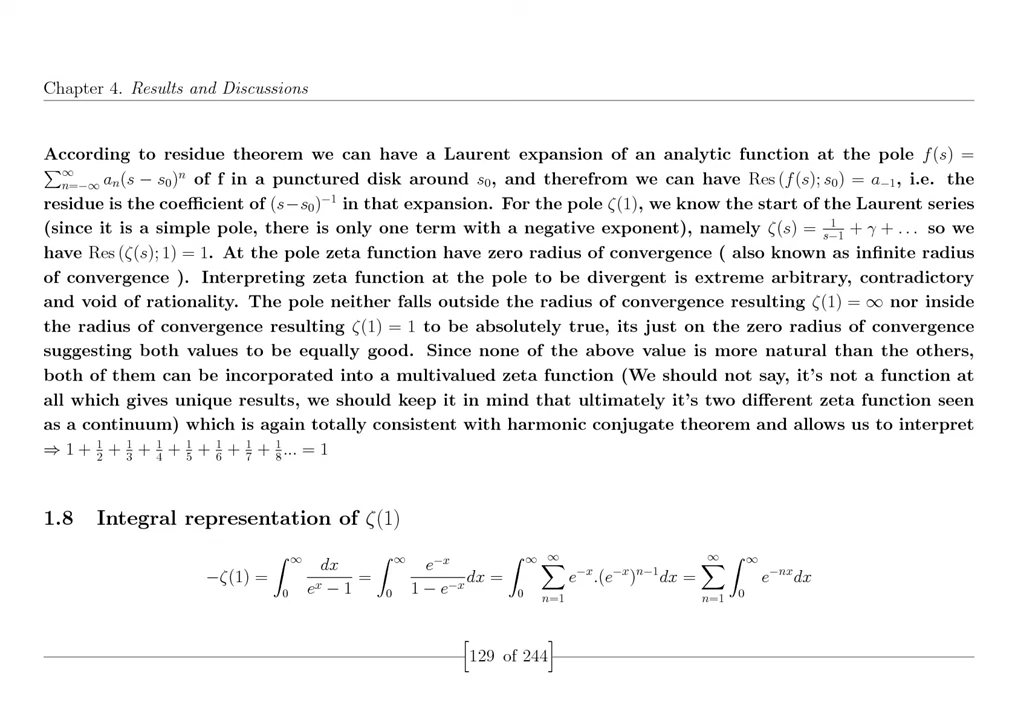 Chapter 4. Results and Discussions
According to residue theorem we can have a Laurent expansion of an analytic function at the pole f(s) =
∑_{n=−∞}^{∞} a_n(s − s_0)^n of f in a punctured disk around s_0, and therefrom we can have Res (f(s); s_0) = a_{−1}, i.e. the
residue is the coefficient of (s−s_0)^{−1} in that expansion. For the pole ζ(1), we know the start of the Laurent series
(since it is a simple pole, there is only one term with a negative exponent), namely ζ(s) = 1/(s−1) + γ + . . . so we
have Res (ζ(s); 1) = 1. At the pole zeta function have zero radius of convergence ( also known as infinite radius
of convergence ). Interpreting zeta function at the pole to be divergent is extreme arbitrary, contradictory
and void of rationality. The pole neither falls outside the radius of convergence resulting ζ(1) = ∞ nor inside
the radius of convergence resulting ζ(1) = 1 to be absolutely true, its just on the zero radius of convergence
suggesting both values to be equally good. Since none of the above value is more natural than the others,
both of them can be incorporated into a multivalued zeta function (We should not say, it's not a function at
all which gives unique results, we should keep it in mind that ultimately it's two different zeta function seen
as a continuum) which is again totally consistent with harmonic conjugate theorem and allows us to interpret
⇒ 1 + 1/2 + 1/3 + 1/4 + 1/5 + 1/6 + 1/7 + 1/8... = 1
1.8 Integral representation of ζ(1)
−ζ(1) = ∫_0^∞ dx/(e^x − 1) = ∫_0^∞ e^{−x}/(1 − e^{−x}) dx = ∫_0^∞ ∑_{n=1}^∞ e^{−x}.(e^{−x})^{n−1}dx = ∑_{n=1}^∞ ∫_0^∞ e^{−nx}dx
[129 of 244]